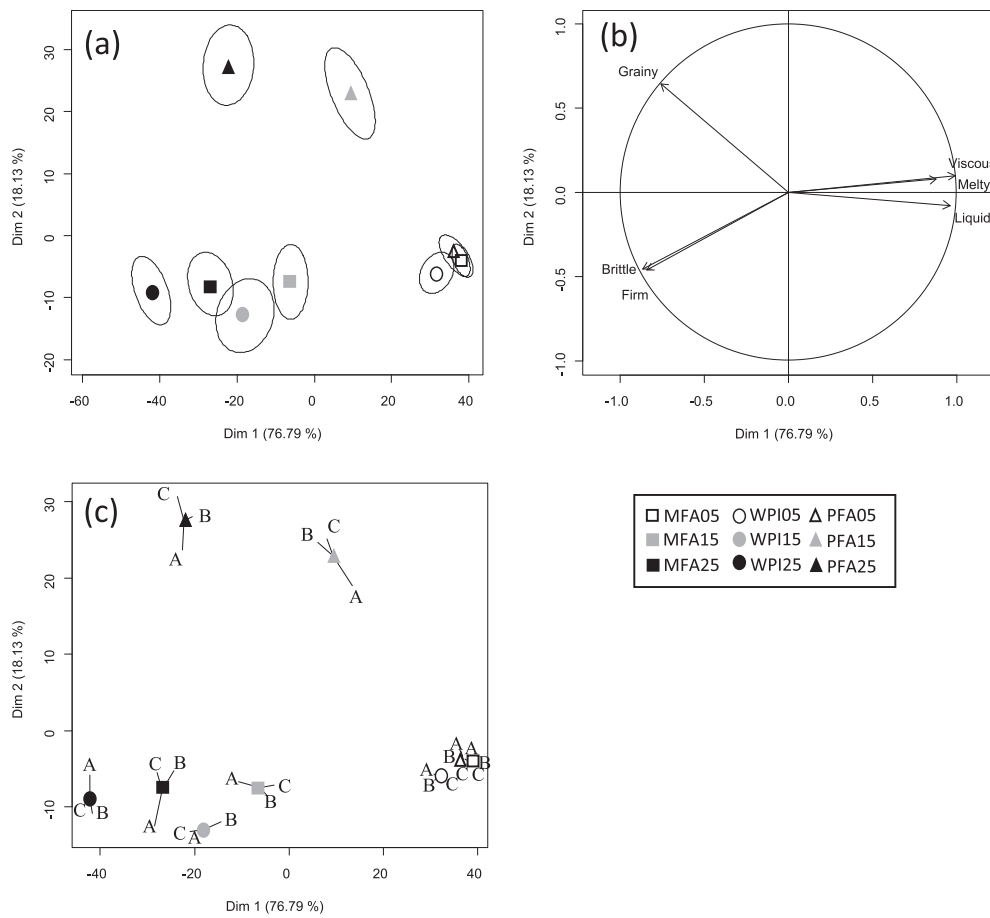 (a)
Dim 2 (18.13 %)
30
20
10
0
-10
-20
-60 -40 -20 0 20 40
Dim 1 (76.79 %)
(b)
Dim 2 (18.13 %)
1.0
0.5
0.0
-0.5
-1.0
Grainy
Viscous
Melty
Liquid
Brittle
Firm
-1.0 -0.5 0.0 0.5 1.0
Dim 1 (76.79 %)
(c)
Dim 2 (18.13 %)
30
20
10
0
-10
C
B
A
C
B
A
A
C B
C B
A
A C
B
B
C
A
A A
B B
A C C
B C
-40 -20 0 20 40
Dim 1 (76.79 %)
MFA05 WPI05 PFA05
MFA15 WPI15 PFA15
MFA25 WPI25 PFA25